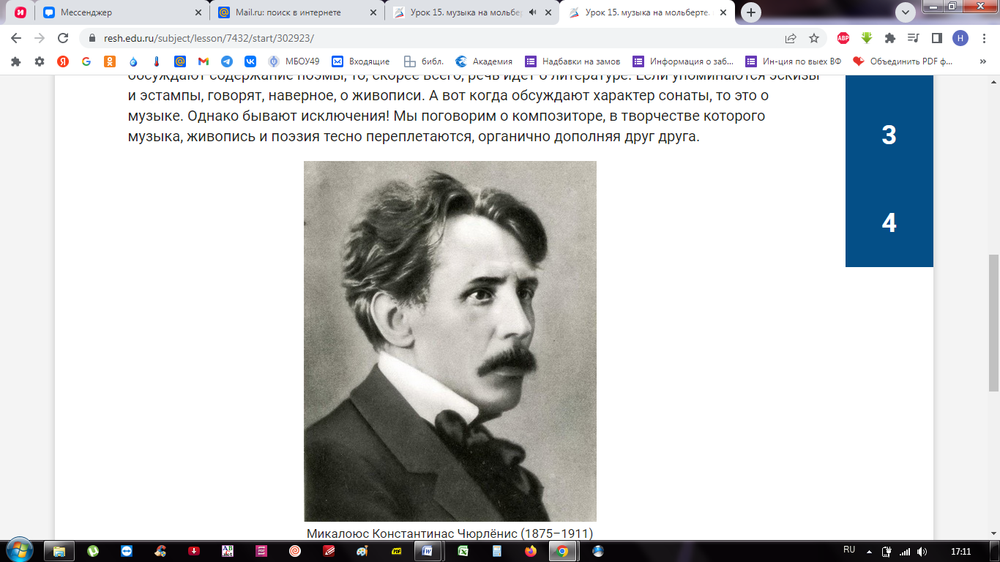 Мессенджер
Mail.ru: поиск в интернете
Урок 15. музыка на мольбер
Урок 15. музыка на мольберте.
resh.edu.ru/subject/lesson/7432/start/302923/
ABP
Н
МБОУ49
Входящие
библ.
Академия
Надбавки на замов
Информация о заб...
Ин-ция по выех ВФ
Объединить PDF ф...
»
обсуждают содержание поэмы, то, скорее всего, речь идёт о литературе. Если упоминаются эскизы
и эстампы, говорят, наверное, о живописи. А вот когда обсуждают характер сонаты, то это о
музыке. Однако бывают исключения! Мы поговорим о композиторе, в творчестве которого
музыка, живопись и поэзия тесно переплетаются, органично дополняя друг друга.
3
4
Микалоюс Константинас Чюрлёнис (1875–1911)
RU
17:11